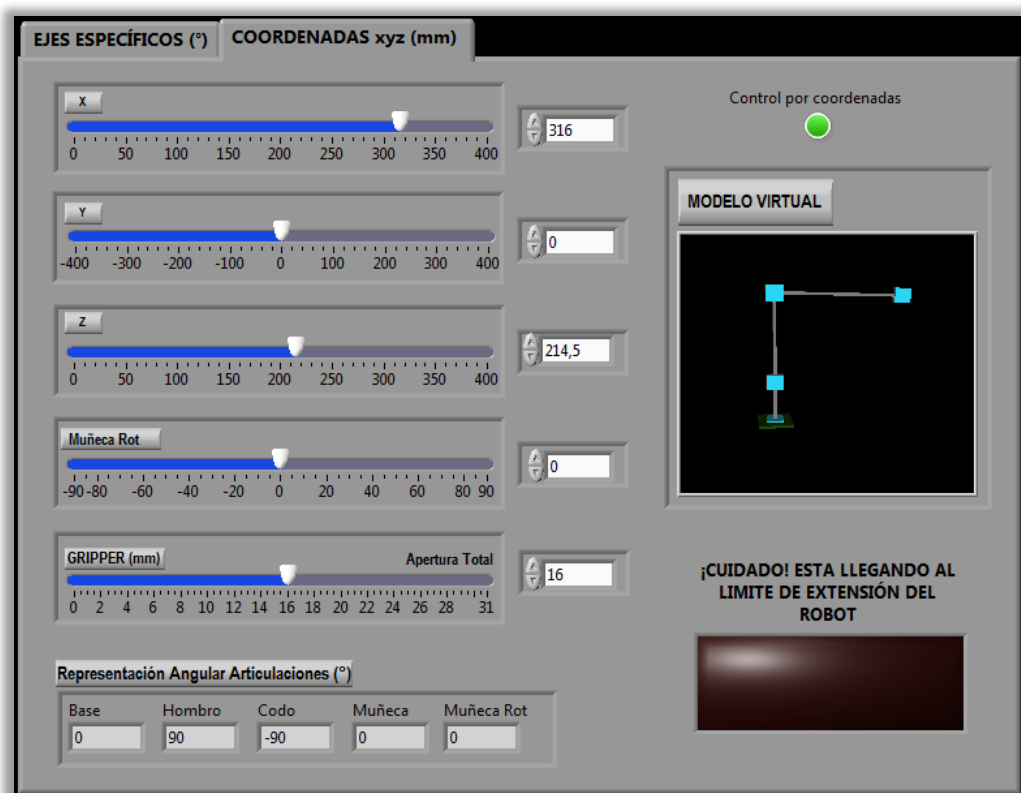 EJES ESPECÍFICOS (°)
COORDENADAS xyz (mm)
X
0 50 100 150 200 250 300 350 400
316
Y
-400 -300 -200 -100 0 100 200 300 400
0
Z
0 50 100 150 200 250 300 350 400
214,5
Muñeca Rot
-90 -80 -60 -40 -20 0 20 40 60 80 90
0
GRIPPER (mm)
Apertura Total
0 2 4 6 8 10 12 14 16 18 20 22 24 26 28 31
16
Representación Angular Articulaciones (°)
Base Hombro Codo Muñeca Muñeca Rot
0 90 -90 0 0
Control por coordenadas
MODELO VIRTUAL
¡CUIDADO! ESTA LLEGANDO AL
LIMITE DE EXTENSIÓN DEL
ROBOT